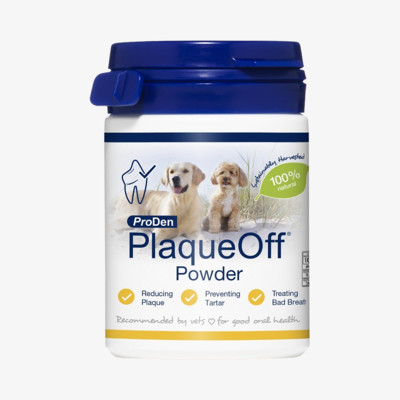 Sustainably Harvested
100%
natural
ProDen
PlaqueOff®
Powder
Reducing Plaque
Preventing Tartar
Treating Bad Breath
Recommended by vets ♡ for good oral health